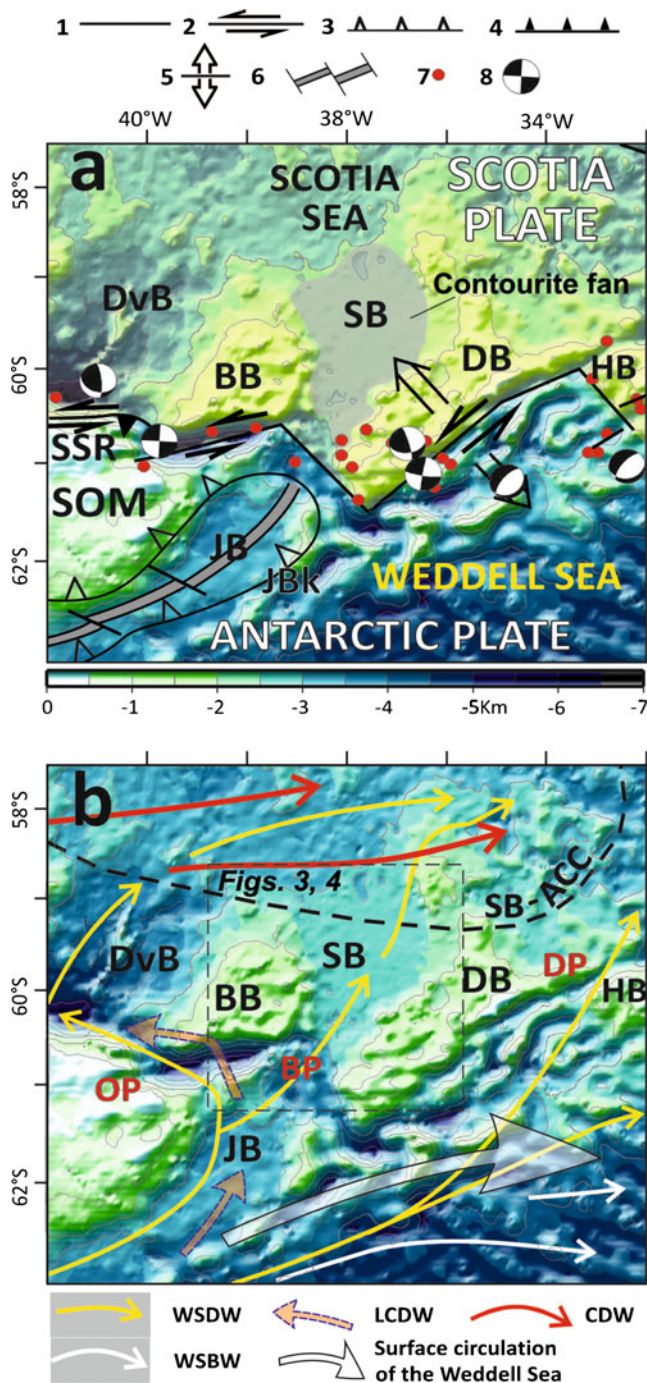 1 2 3 4
5 6 7 8
40°W 38°W 34°W
a
58°S
60°S
62°S
SCOTIA
SEA
SCOTIA
PLATE
Contourite fan
DvB
SB
BB
DB
HB
SSR
SOM
JB
JBk
WEDDELL SEA
ANTARCTIC PLATE
0 -1 -2 -3 -4 -5Km -6 -7
b
58°S
60°S
62°S
Figs. 3, 4
SB-ACC
DvB
SB
BB
DB
DP
HB
OP
BP
JB
WSDW LCDW CDW
WSBW Surface circulation
of the Weddell Sea